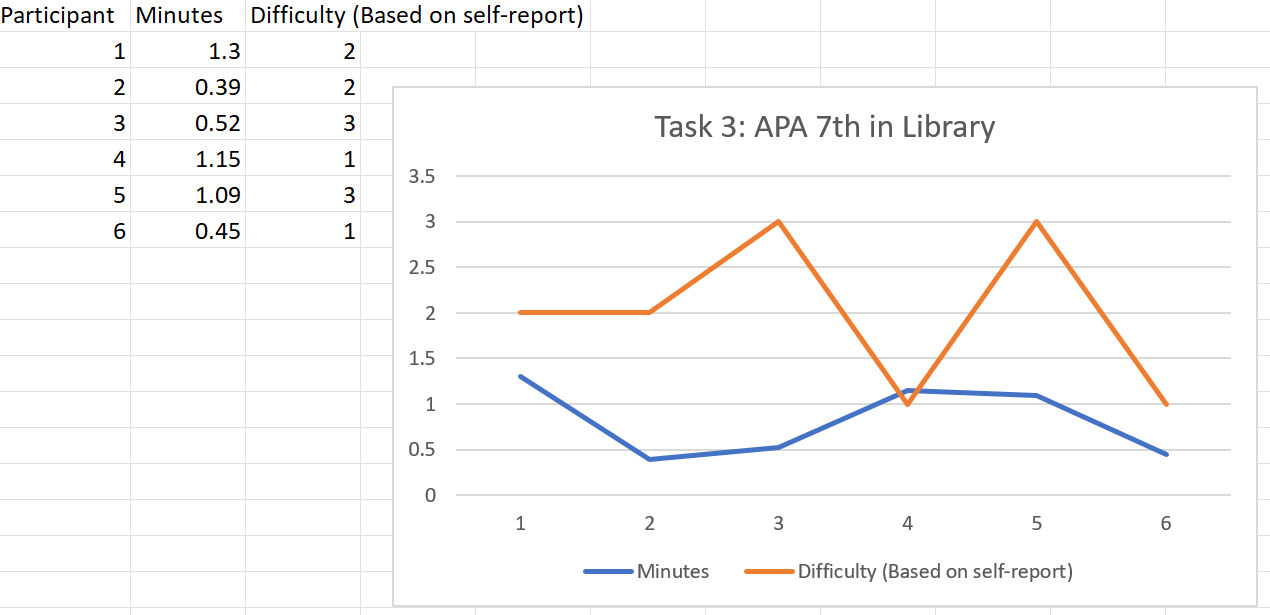 Participant Minutes Difficulty (Based on self-report)
1 1.3 2
2 0.39 2
3 0.52 3
4 1.15 1
5 1.09 3
6 0.45 1
Task 3: APA 7th in Library
3.5
3
2.5
2
1.5
1
0.5
0
1 2 3 4 5 6
Minutes Difficulty (Based on self-report)